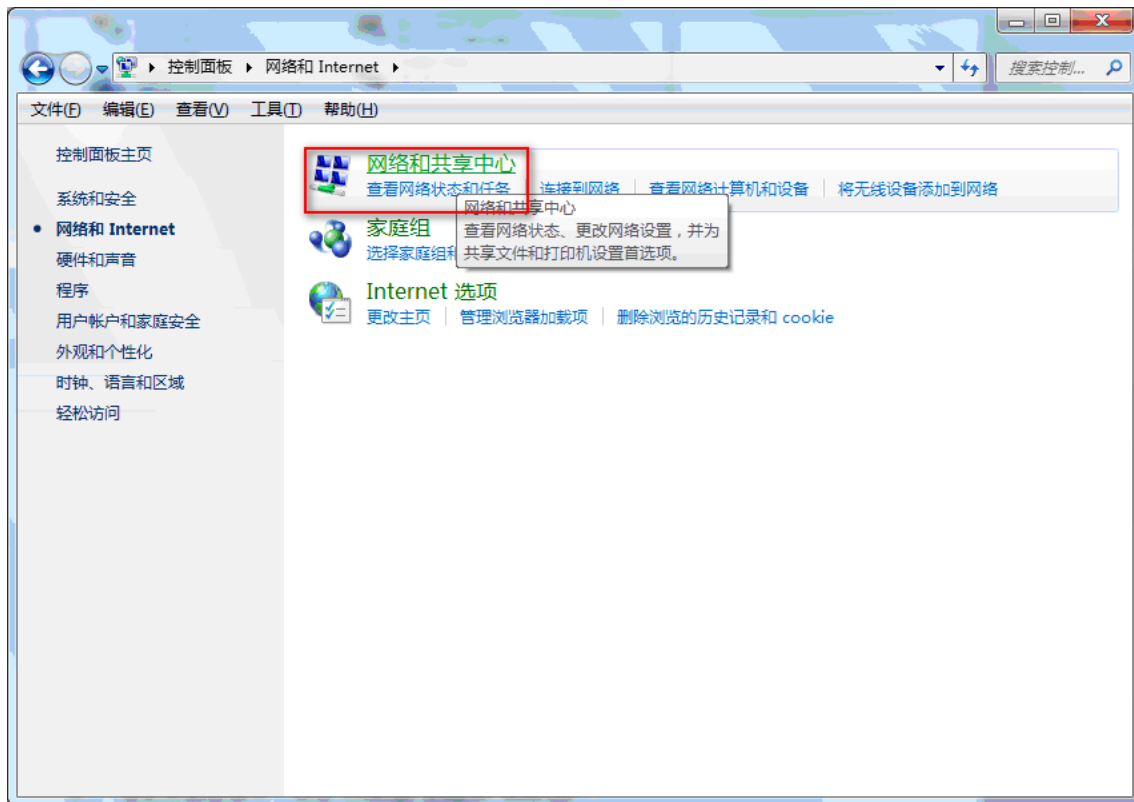 控制面板 网络和 Internet
搜索控制...
文件(F) 编辑(E) 查看(V) 工具(T) 帮助(H)
控制面板主页
系统和安全
网络和 Internet
硬件和声音
程序
用户帐户和家庭安全
外观和个性化
时钟、语言和区域
轻松访问
网络和共享中心
查看网络状态和任务 连接到网络 查看网络计算机和设备 将无线设备添加到网络
网络和共享中心
查看网络状态、更改网络设置，并为
共享文件和打印机设置首选项。
家庭组
选择家庭组和
Internet 选项
更改主页 管理浏览器加载项 删除浏览的历史记录和 cookie